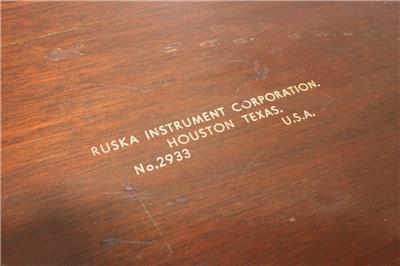 RUSKA INSTRUMENT CORPORATION.
HOUSTON TEXAS.
U.S.A.
No.2933